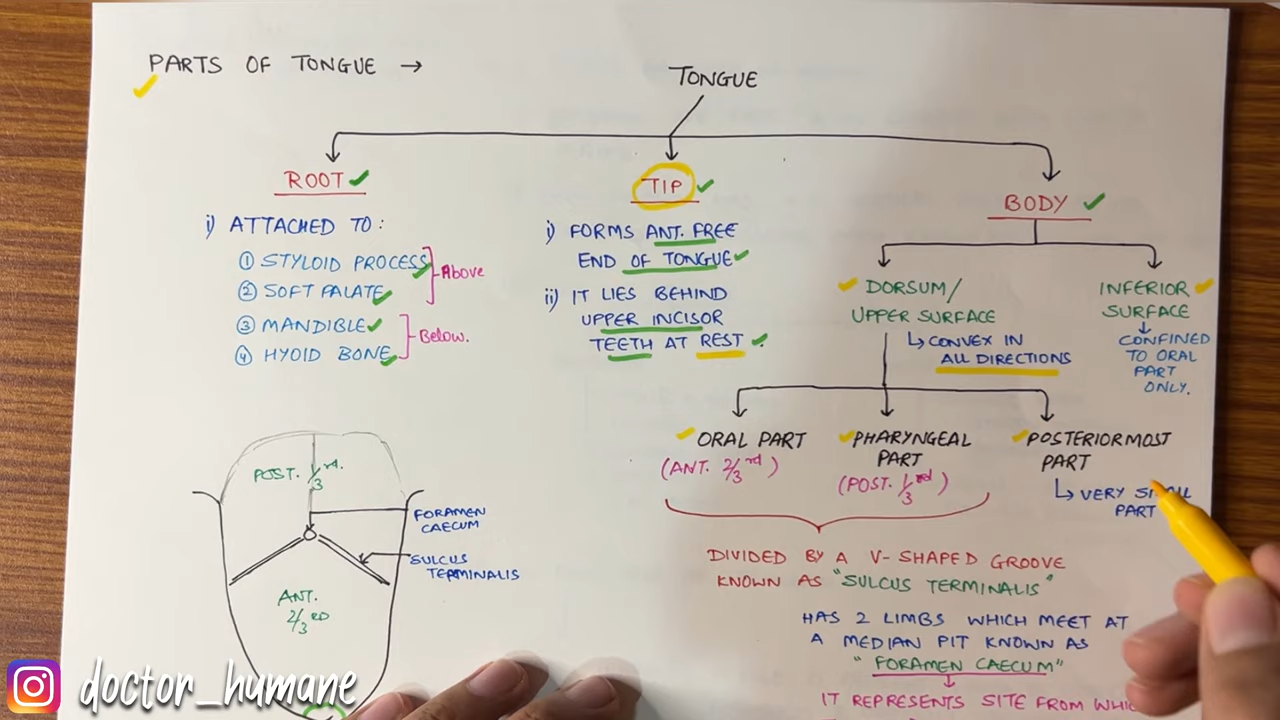 PARTS OF TONGUE →
TONGUE
ROOT
i) ATTACHED TO:
① STYLOID PROCESS
② SOFT PALATE
Above
③ MANDIBLE
④ HYOID BONE
Below.
TIP
i) FORMS ANT. FREE
END OF TONGUE
ii) IT LIES BEHIND
UPPER INCISOR
TEETH AT REST
BODY
DORSUM/
UPPER SURFACE
↳ CONVEX IN
ALL DIRECTIONS
INFERIOR
SURFACE
CONFINED
TO ORAL
PART
ONLY.
ORAL PART
(ANT. 2/3rd)
PHARYNGEAL
PART
(POST. 1/3rd)
POSTERIORMOST
PART
↳ VERY SMALL
PART
DIVIDED BY A V-SHAPED GROOVE
KNOWN AS "SULCUS TERMINALIS"
HAS 2 LIMBS WHICH MEET AT
A MEDIAN PIT KNOWN AS
"FORAMEN CAECUM"
IT REPRESENTS SITE FROM
POST. 1/3rd.
FORAMEN
CAECUM
SULCUS
TERMINALIS
ANT.
2/3RD
doctor_humane